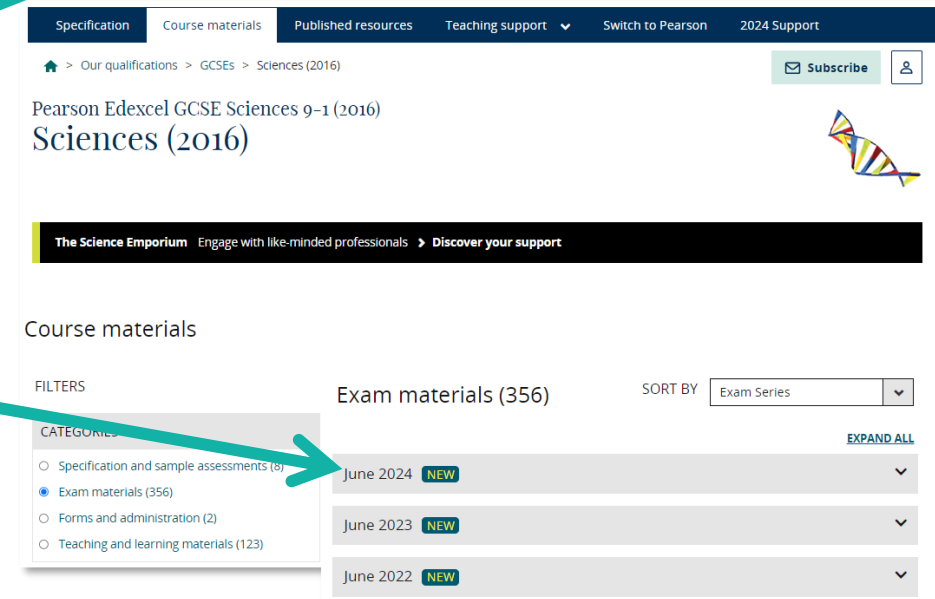 Specification Course materials Published resources Teaching support Switch to Pearson 2024 Support
> Our qualifications > GCSEs > Sciences (2016)
Subscribe
Pearson Edexcel GCSE Sciences 9-1 (2016)
Sciences (2016)
The Science Emporium Engage with like-minded professionals > Discover your support
Course materials
FILTERS
CATEGORIES
Specification and sample assessments (8)
Exam materials (356)
Forms and administration (2)
Teaching and learning materials (123)
Exam materials (356)
SORT BY Exam Series
EXPAND ALL
June 2024 NEW
June 2023 NEW
June 2022 NEW